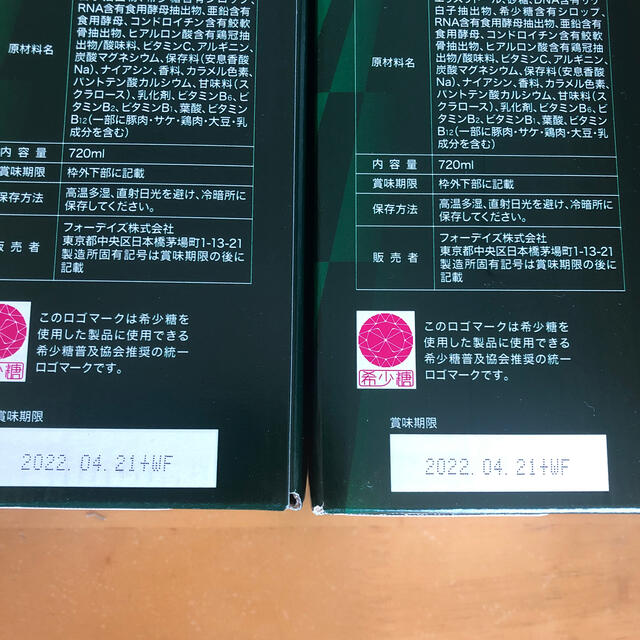 抽出物、希少糖含有シロップ、
RNA含有食用酵母抽出物、亜鉛含有
食用酵母、コンドロイチン含有鮫軟
骨抽出物、ヒアルロン酸含有鶏冠抽
出物/酸味料、ビタミンC、アルギニン、
炭酸マグネシウム、保存料(安息香酸
Na)、ナイアシン、香料、カラメル色素、
パントテン酸カルシウム、甘味料(ス
クラロース)、乳化剤、ビタミンB6、ビ
タミンB2、ビタミンB1、葉酸、ビタミン
B12(一部に豚肉・サケ・鶏肉・大豆・乳
成分を含む)
原材料名
内容量 720ml
賞味期限 枠外下部に記載
保存方法 高温多湿、直射日光を避け、冷暗所に
保存してください。
販売者 フォーデイズ株式会社
東京都中央区日本橋茅場町1-13-21
製造所固有記号は賞味期限の後に
記載
このロゴマークは希少糖を
使用した製品に使用できる
希少糖普及協会推奨の統一
ロゴマークです。
希少糖
賞味期限
2022.04.21+WF
白子抽出物、希少糖含有シロップ、
RNA含有食用酵母抽出物、亜鉛含有
食用酵母、コンドロイチン含有鮫軟
骨抽出物、ヒアルロン酸含有鶏冠抽
出物/酸味料、ビタミンC、アルギニン、
炭酸マグネシウム、保存料(安息香酸
Na)、ナイアシン、香料、カラメル色素、
パントテン酸カルシウム、甘味料(ス
クラロース)、乳化剤、ビタミンB6、ビ
タミンB2、ビタミンB1、葉酸、ビタミン
B12(一部に豚肉・サケ・鶏肉・大豆・乳
成分を含む)
原材料名
内容量 720ml
賞味期限 枠外下部に記載
保存方法 高温多湿、直射日光を避け、冷暗所に
保存してください。
販売者 フォーデイズ株式会社
東京都中央区日本橋茅場町1-13-21
製造所固有記号は賞味期限の後に
記載
このロゴマークは希少糖を
使用した製品に使用できる
希少糖普及協会推奨の統一
ロゴマークです。
希少糖
賞味期限
2022.04.21+WF